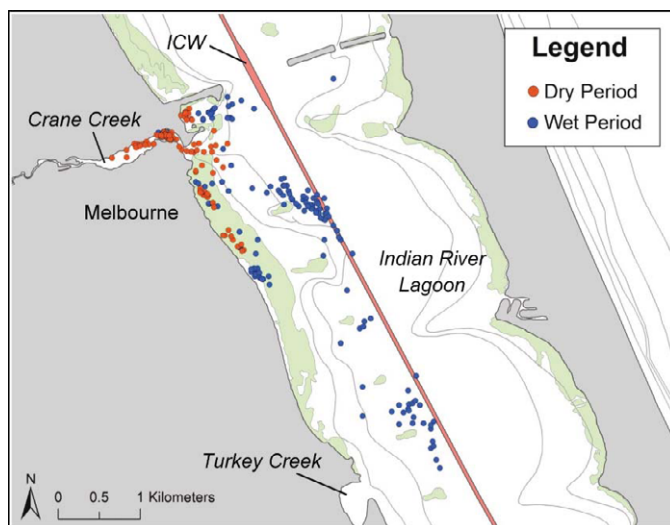 ICW
Legend
Dry Period
Wet Period
Crane Creek
Melbourne
Indian River
Lagoon
Turkey Creek
N
0 0.5 1 Kilometers